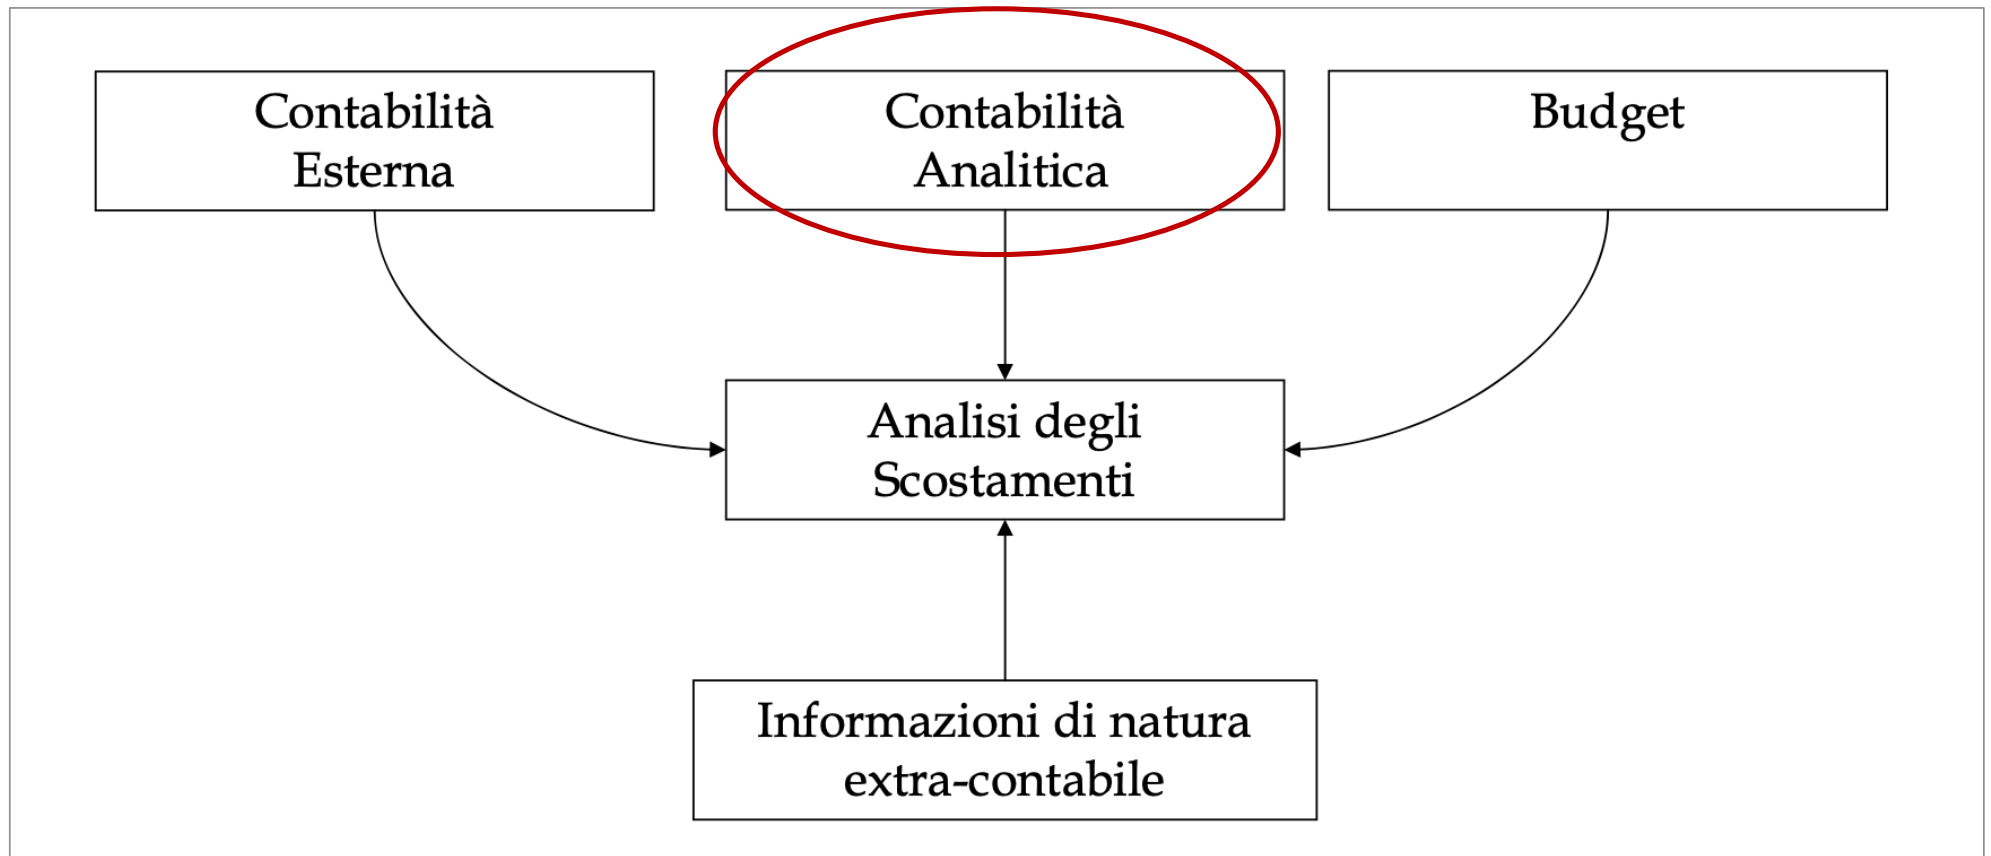 Contabilità
Esterna
Contabilità
Analitica
Budget
Analisi degli
Scostamenti
Informazioni di natura
extra-contabile